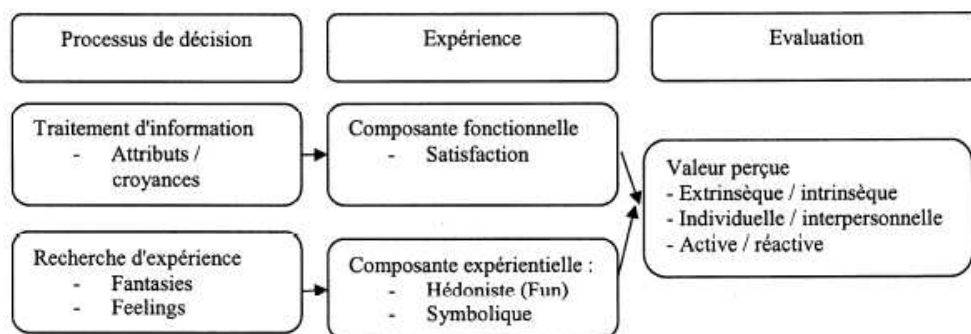 Processus de décision
Expérience
Evaluation
Traitement d'information
- Attributs /
croyances
Composante fonctionnelle
- Satisfaction
Valeur perçue
- Extrinsèque / intrinsèque
- Individuelle / interpersonnelle
- Active / réactive
Recherche d'expérience
- Fantasies
- Feelings
Composante expérientielle :
- Hédoniste (Fun)
- Symbolique